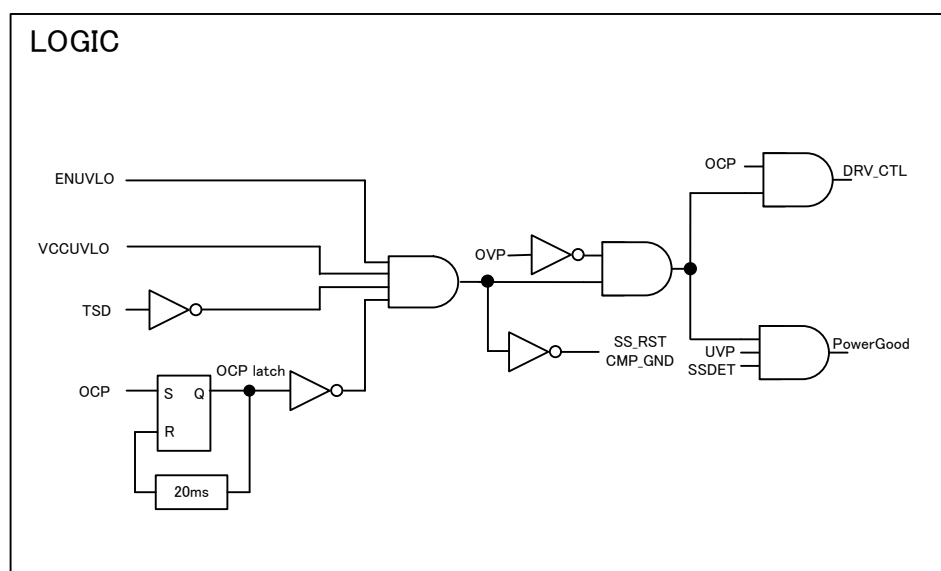 LOGIC
ENUVLO
VCCUVLO
TSD
OCP
S Q
R
OCP latch
20ms
OVP
SS_RST
CMP_GND
OCP
DRV_CTL
UVP
SSDET
PowerGood